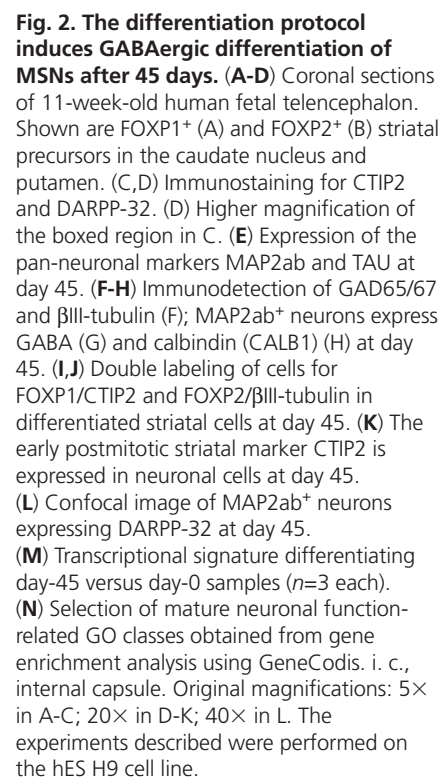 Fig. 2. The differentiation protocol
induces GABAergic differentiation of
MSNs after 45 days. (A-D) Coronal sections
of 11-week-old human fetal telencephalon.
Shown are FOXP1+ (A) and FOXP2+ (B) striatal
precursors in the caudate nucleus and
putamen. (C,D) Immunostaining for CTIP2
and DARPP-32. (D) Higher magnification of
the boxed region in C. (E) Expression of the
pan-neuronal markers MAP2ab and TAU at
day 45. (F-H) Immunodetection of GAD65/67
and βIII-tubulin (F); MAP2ab+ neurons express
GABA (G) and calbindin (CALB1) (H) at day
45. (I,J) Double labeling of cells for
FOXP1/CTIP2 and FOXP2/βIII-tubulin in
differentiated striatal cells at day 45. (K) The
early postmitotic striatal marker CTIP2 is
expressed in neuronal cells at day 45.
(L) Confocal image of MAP2ab+ neurons
expressing DARPP-32 at day 45.
(M) Transcriptional signature differentiating
day-45 versus day-0 samples (n=3 each).
(N) Selection of mature neuronal function-
related GO classes obtained from gene
enrichment analysis using GeneCodis. i. c.,
internal capsule. Original magnifications: 5×
in A-C; 20× in D-K; 40× in L. The
experiments described were performed on
the hES H9 cell line.